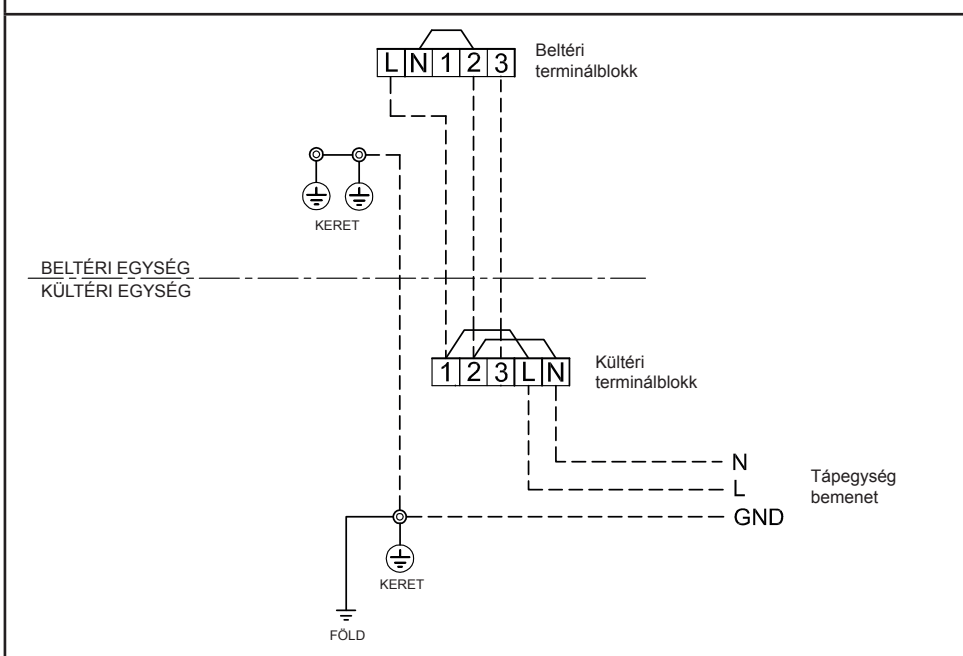 Beltéri
terminálblokk
L N 1 2 3
KERET
BELTÉRI EGYSÉG
KÜLTÉRI EGYSÉG
1 2 3 L N
Kültéri
terminálblokk
N
L
GND
Tápegység
bemenet
KERET
FÖLD